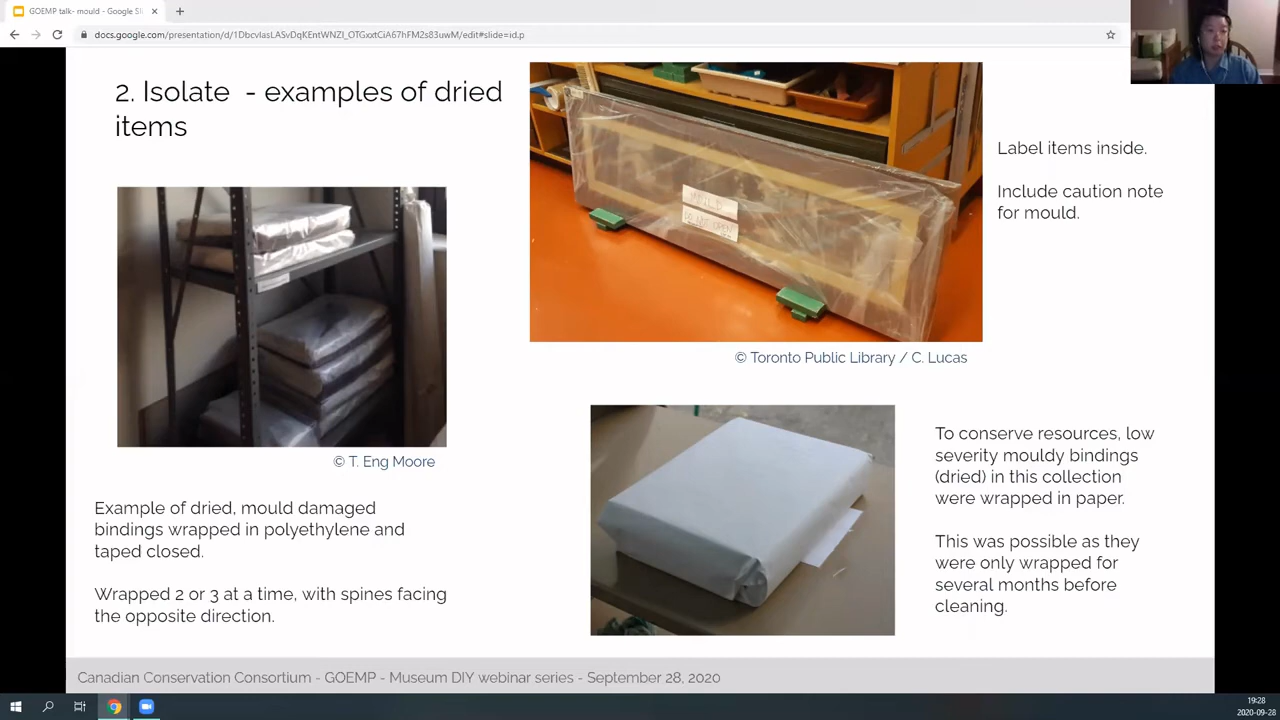 GOEMP talk- mould - Google Sli
docs.google.com/presentation/d/1DbcvIasLASvDqKEntWNZI_OTGxxtCiA67hFM2s83uwM/edit#slide=id.p
2. Isolate - examples of dried
items
MOULD
DO NOT OPEN
Label items inside.
Include caution note
for mould.
© Toronto Public Library / C. Lucas
© T. Eng Moore
Example of dried, mould damaged
bindings wrapped in polyethylene and
taped closed.
Wrapped 2 or 3 at a time, with spines facing
the opposite direction.
To conserve resources, low
severity mouldy bindings
(dried) in this collection
were wrapped in paper.
This was possible as they
were only wrapped for
several months before
cleaning.
Canadian Conservation Consortium - GOEMP - Museum DIY webinar series - September 28, 2020
19:28
2020-09-28